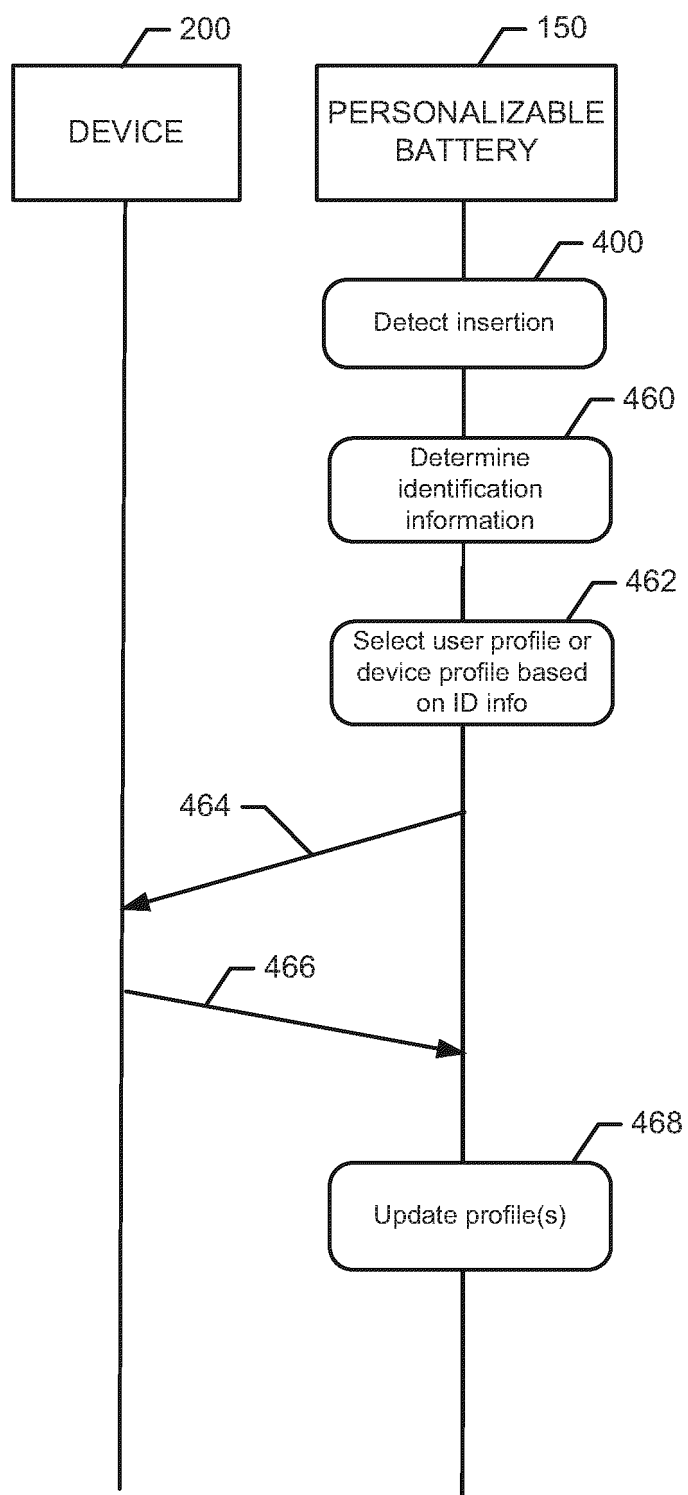 200
150
DEVICE
PERSONALIZABLE
BATTERY
400
Detect insertion
460
Determine
identification
information
462
Select user profile or
device profile based
on ID info
464
466
468
Update profile(s)